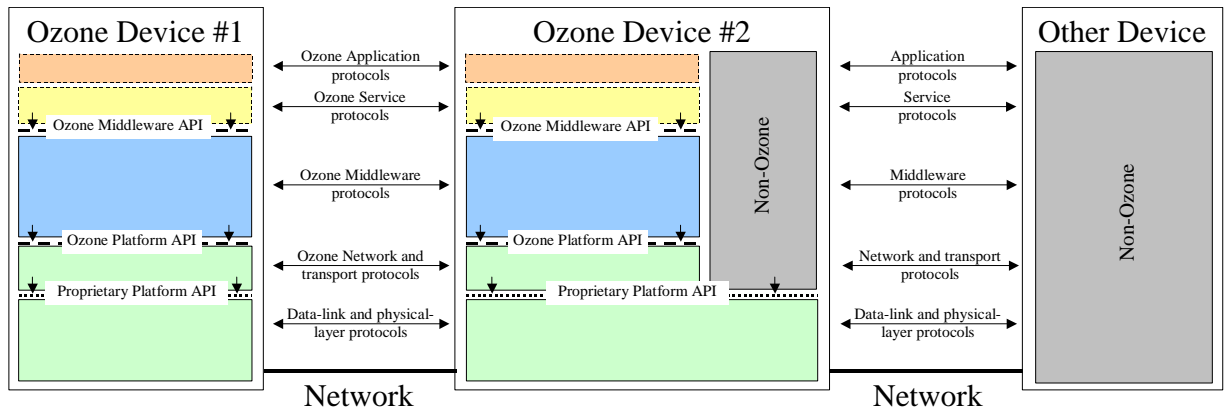 Ozone Device #1
Ozone Device #2
Other Device
Ozone Application
protocols
Application
protocols
Ozone Service
protocols
Service
protocols
Ozone Middleware API
Ozone Middleware API
Ozone Middleware
protocols
Non-Ozone
Middleware
protocols
Non-Ozone
Ozone Platform API
Ozone Platform API
Ozone Network and
transport protocols
Network and transport
protocols
Proprietary Platform API
Proprietary Platform API
Data-link and physical-
layer protocols
Data-link and physical-
layer protocols
Network
Network